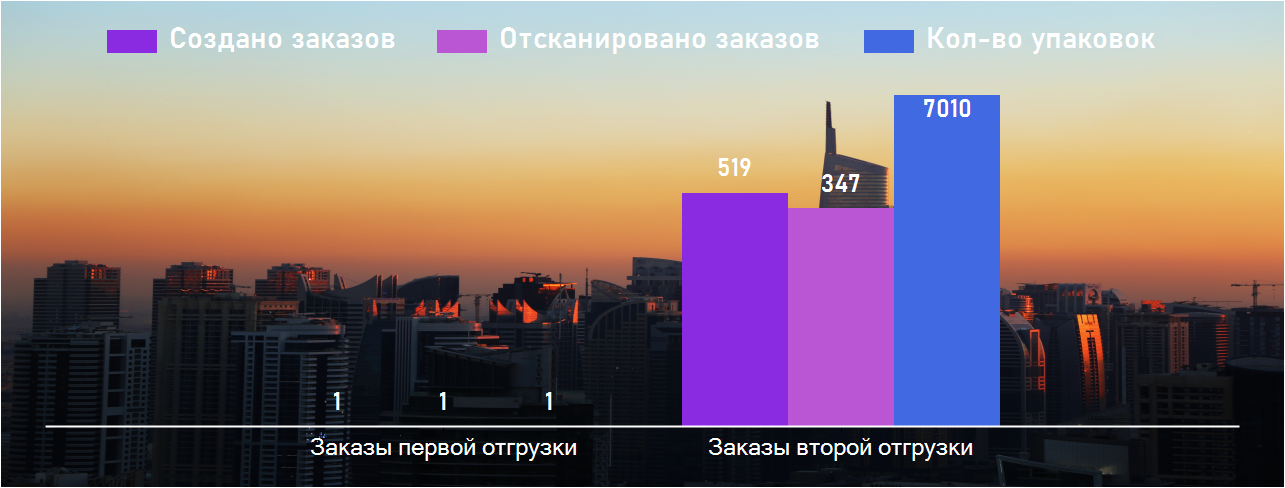 Создано заказов Отсканировано заказов Кол-во упаковок
7010
519
347
1 1 1
Заказы первой отгрузки Заказы второй отгрузки